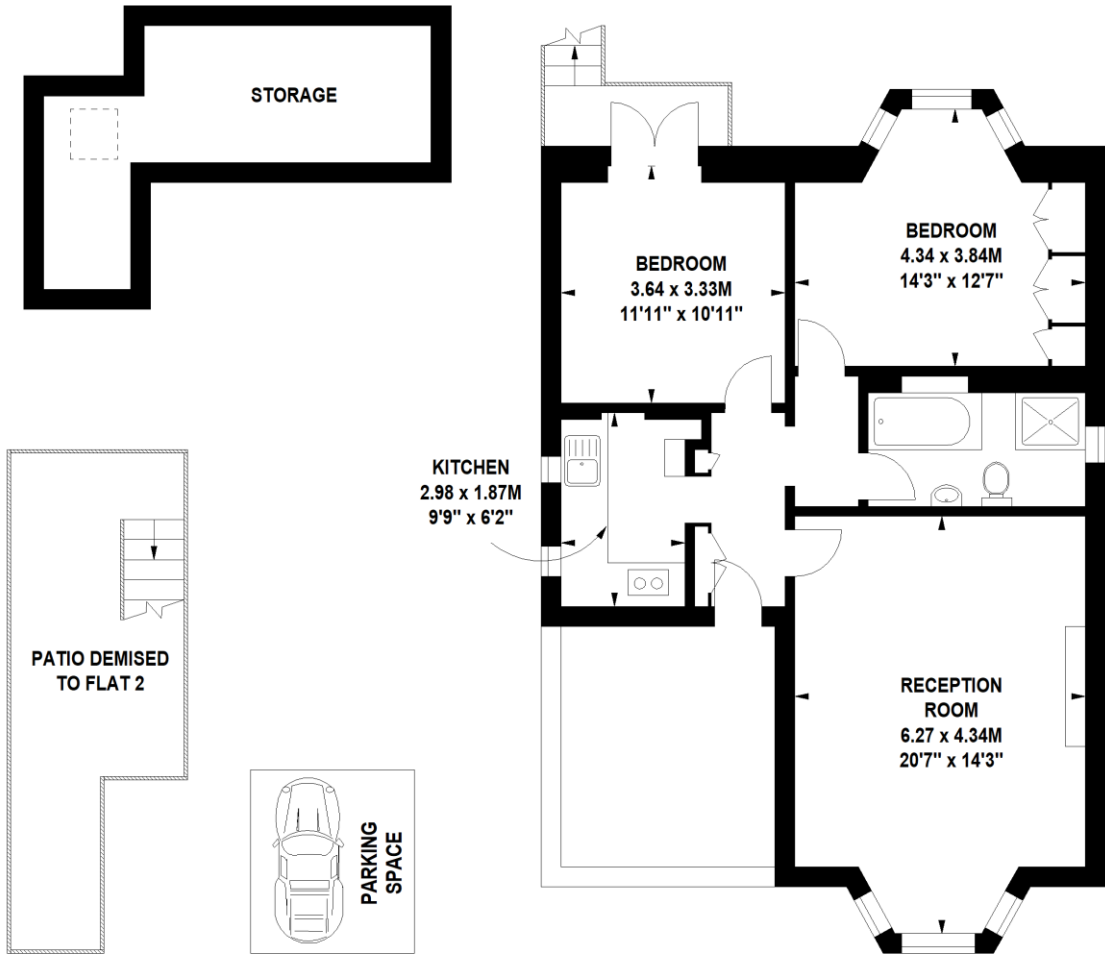 STORAGE
BEDROOM
3.64 x 3.33M
11'11" x 10'11"
BEDROOM
4.34 x 3.84M
14'3" x 12'7"
KITCHEN
2.98 x 1.87M
9'9" x 6'2"
PATIO DEMISED
TO FLAT 2
PARKING
SPACE
RECEPTION
ROOM
6.27 x 4.34M
20'7" x 14'3"